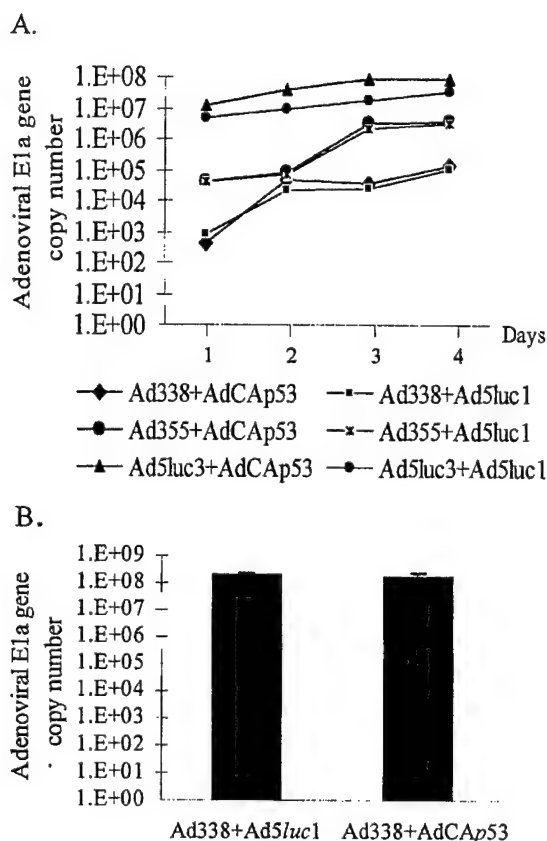 A.
Adenoviral E1a gene
copy number
1.E+08
1.E+07
1.E+06
1.E+05
1.E+04
1.E+03
1.E+02
1.E+01
1.E+00
1 2 3 4 Days
Ad338+AdCAp53 Ad338+Ad5luc1
Ad355+AdCAp53 Ad355+Ad5luc1
Ad5luc3+AdCAp53 Ad5luc3+Ad5luc1
B.
Adenoviral E1a gene
copy number
1.E+09
1.E+08
1.E+07
1.E+06
1.E+05
1.E+04
1.E+03
1.E+02
1.E+01
1.E+00
Ad338+Ad5luc1 Ad338+AdCAp53